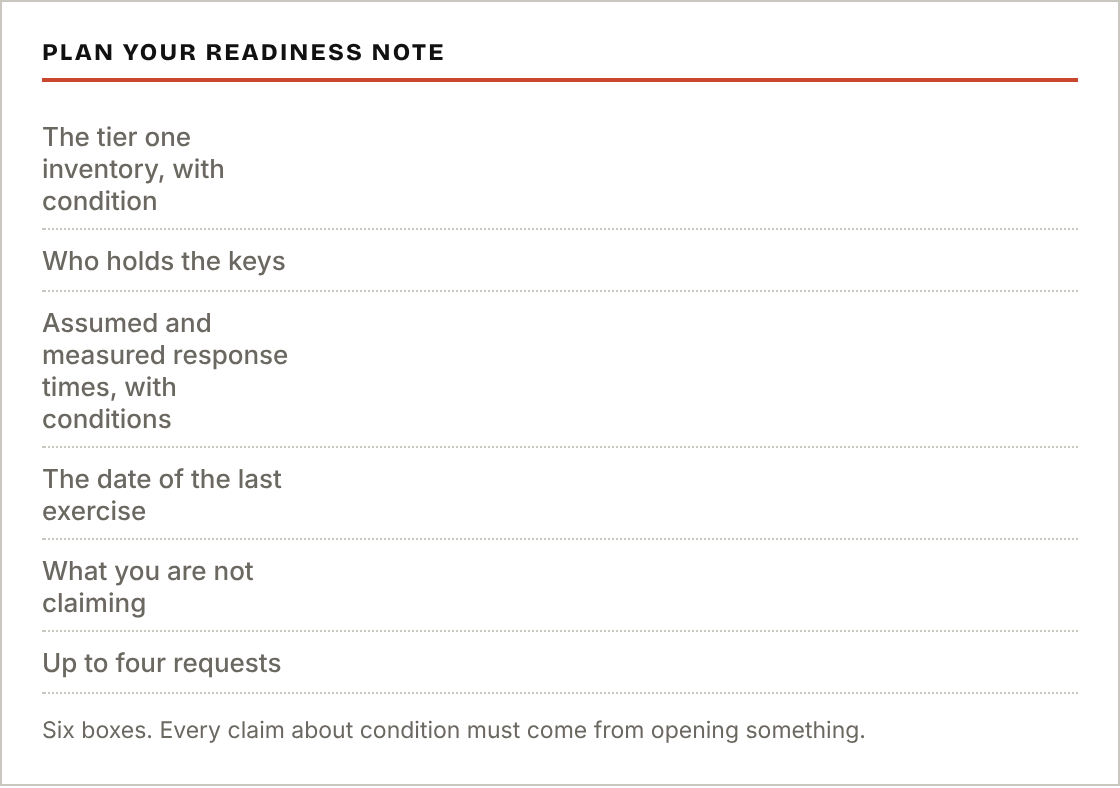 PLAN YOUR READINESS NOTE
The tier one
inventory, with
condition
Who holds the keys
Assumed and
measured response
times, with
conditions
The date of the last
exercise
What you are not
claiming
Up to four requests
Six boxes. Every claim about condition must come from opening something.